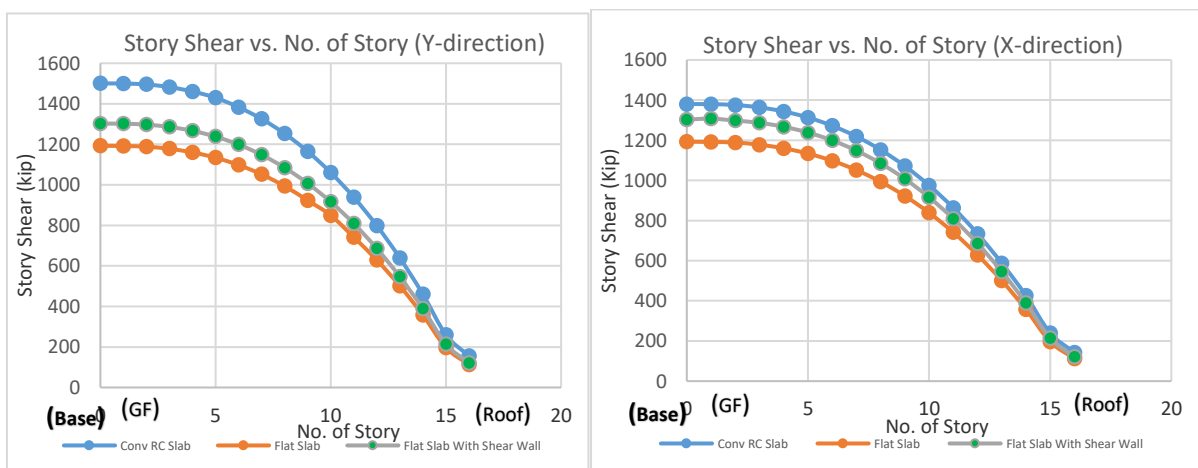 Story Shear vs. No. of Story (Y-direction)
1600
1400
1200
1000
800
600
400
200
0
Story Shear (Kip)
0 5 10 15 20
(Base) (GF) (Roof)
No. of Story
Conv RC Slab Flat Slab Flat Slab With Shear Wall
Story Shear vs. No. of Story (X-direction)
1600
1400
1200
1000
800
600
400
200
0
Story Shear (Kip)
0 5 10 15 20
(Base) (GF) (Roof)
No. of Story
Conv RC Slab Flat Slab Flat Slab With Shear Wall